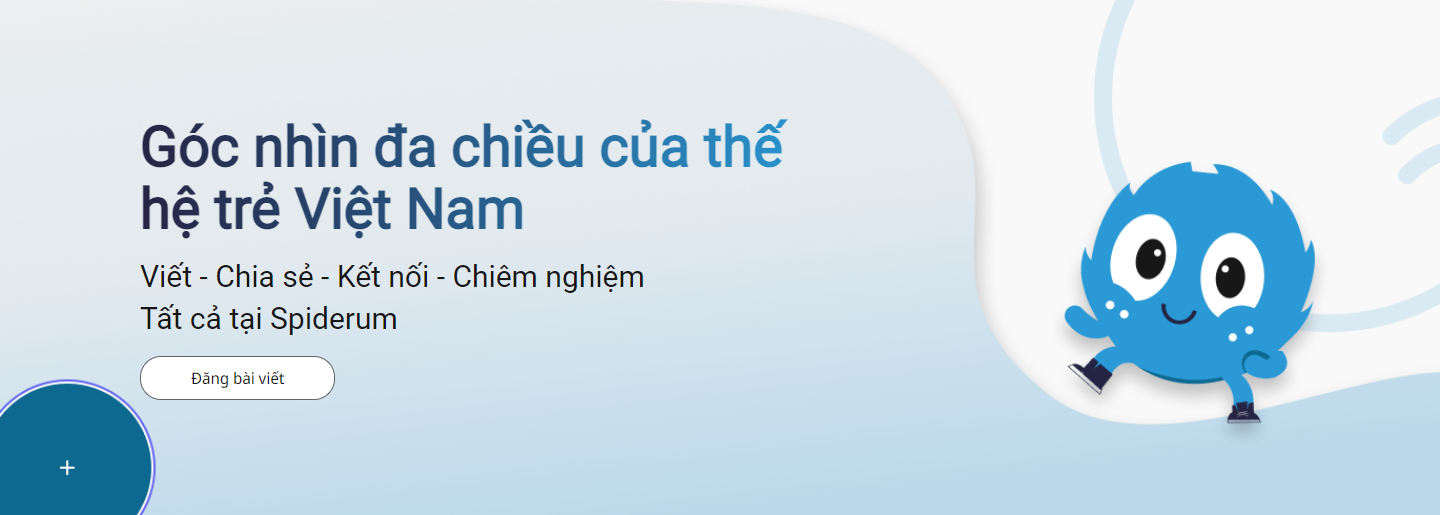 Góc nhìn đa chiều của thế
hệ trẻ Việt Nam
Viết - Chia sẻ - Kết nối - Chiêm nghiệm
Tất cả tại Spiderum
Đăng bài viết
+